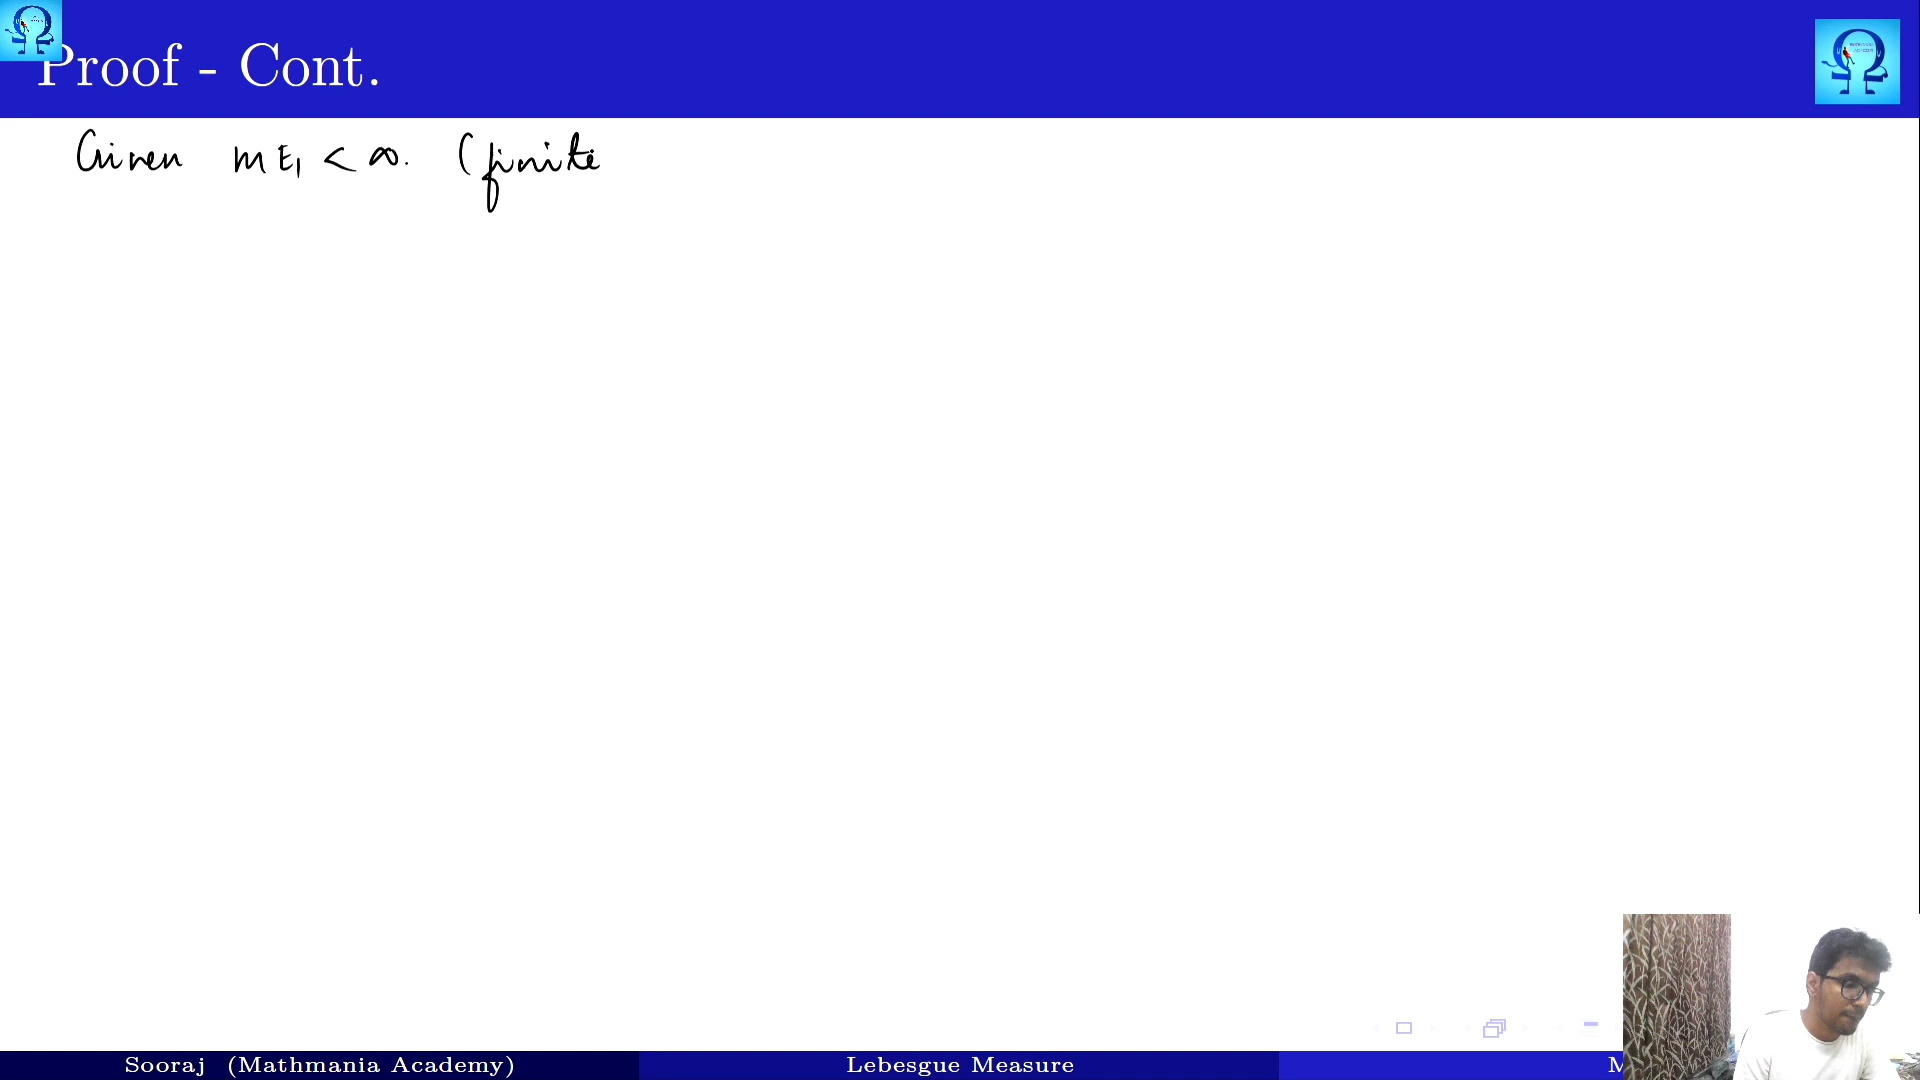 Proof - Cont.
Given mE₁ < ∞. (finite
Sooraj (Mathmania Academy)
Lebesgue Measure